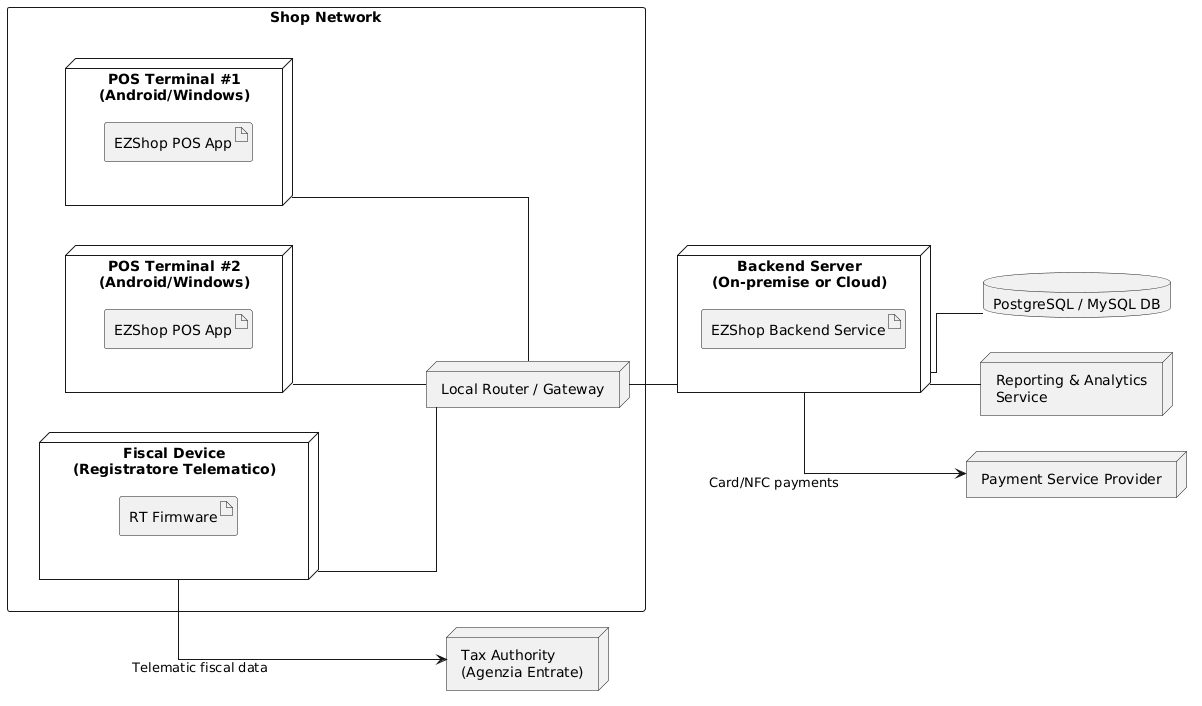 Shop Network
POS Terminal #1
(Android/Windows)
EZShop POS App
POS Terminal #2
(Android/Windows)
EZShop POS App
Local Router / Gateway
Fiscal Device
(Registratore Telematico)
RT Firmware
Backend Server
(On-premise or Cloud)
EZShop Backend Service
PostgreSQL / MySQL DB
Reporting & Analytics
Service
Card/NFC payments
Payment Service Provider
Telematic fiscal data
Tax Authority
(Agenzia Entrate)